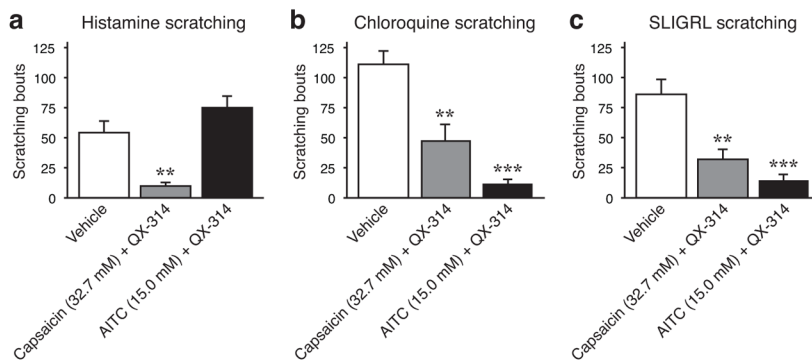 a Histamine scratching
Scratching bouts
125
100
75
50
25
0
**
Vehicle
Capsaicin (32.7 mM) + QX-314
AITC (15.0 mM) + QX-314
b Chloroquine scratching
Scratching bouts
125
100
75
50
25
0
**
***
Vehicle
Capsaicin (32.7 mM) + QX-314
AITC (15.0 mM) + QX-314
c SLIGRL scratching
Scratching bouts
125
100
75
50
25
0
**
***
Vehicle
Capsaicin (32.7 mM) + QX-314
AITC (15.0 mM) + QX-314